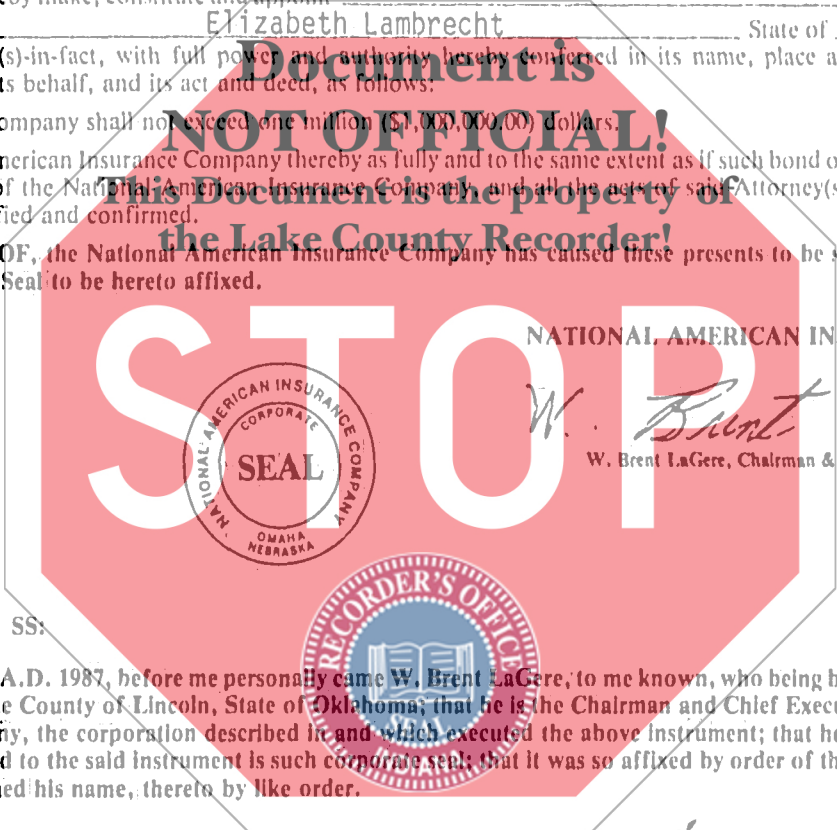 by make, constitute and appoint
Elizabeth Lambrecht State of
(s)-in-fact, with full power and authority hereby conferred in its name, place a
ts behalf, and its act and deed, as follows:
Document is
ompany shall not exceed one million ($1,000,000.00) dollars.
NOT OFFICIAL!
merican Insurance Company thereby as fully and to the same extent as if such bond o
of the National American Insurance Company, and all the acts of said Attorney(s
This Document is the property of
fied and confirmed.
the Lake County Recorder!
OF, the National American Insurance Company has caused these presents to be s
Seal to be hereto affixed.
STOP
NATIONAL AMERICAN IN
W. Brent
W. Brent LaGere, Chairman &
NATIONAL AMERICAN INSURANCE COMPANY
CORPORATE
SEAL
OMAHA
NEBRASKA
RECORDER'S OFFICE
SEAL
INDIANA
SS:
A.D. 1987, before me personally came W. Brent LaGere, to me known, who being
e County of Lincoln, State of Oklahoma; that he is the Chairman and Chief Execu
ny, the corporation described in and which executed the above instrument; that he
d to the said instrument is such corporate seal; that it was so affixed by order of th
ed his name, thereto by like order.